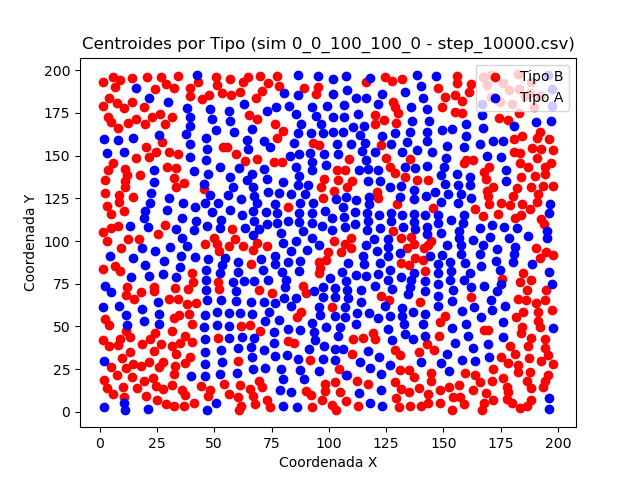 Centroides por Tipo (sim 0_0_100_100_0 - step_10000.csv)
Tipo B
Tipo A
200
175
150
125
100
75
50
25
0
Coordenada Y
0 25 50 75 100 125 150 175 200
Coordenada X